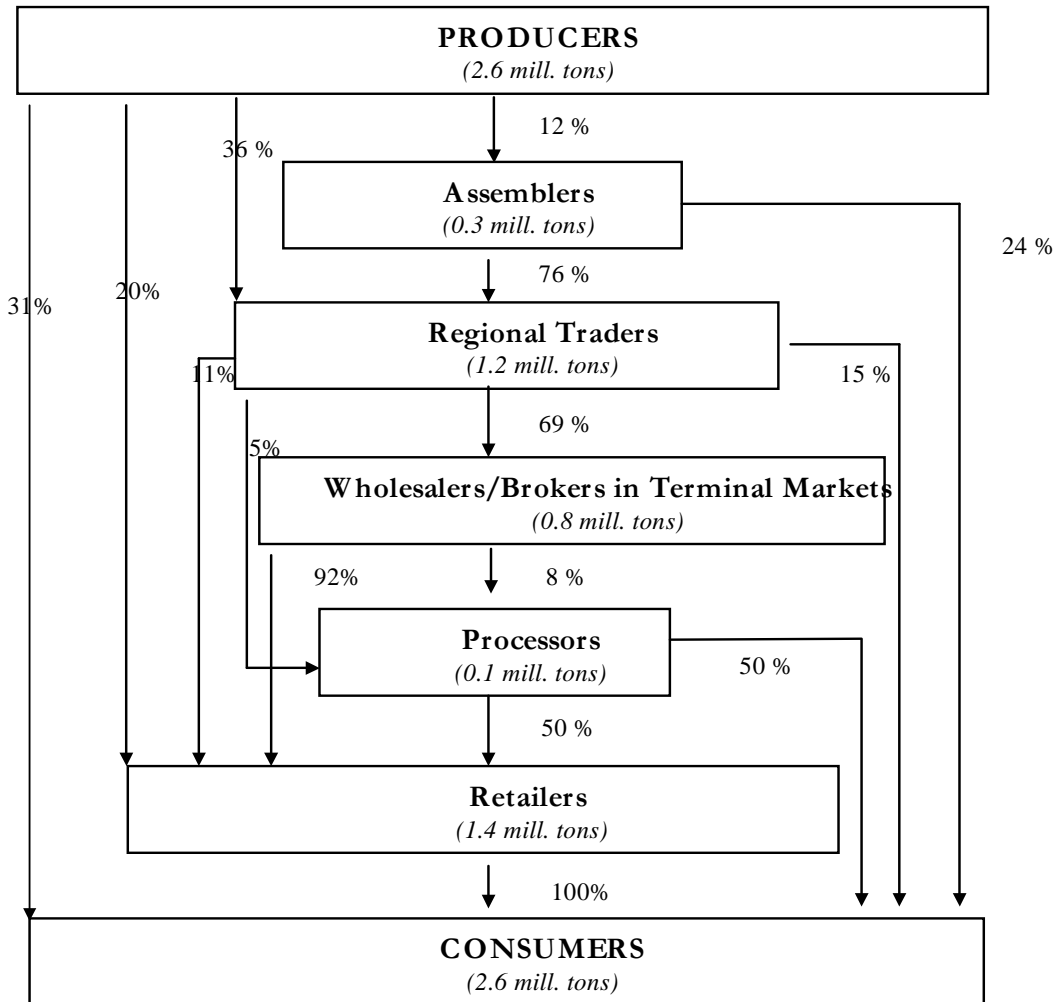 PRODUCERS
(2.6 mill. tons)
12 %
36 %
Assemblers
(0.3 mill. tons)
24 %
76 %
20%
31%
Regional Traders
(1.2 mill. tons)
11%
15 %
69 %
5%
Wholesalers/Brokers in Terminal Markets
(0.8 mill. tons)
92%
8 %
Processors
(0.1 mill. tons)
50 %
50 %
Retailers
(1.4 mill. tons)
100%
CONSUMERS
(2.6 mill. tons)